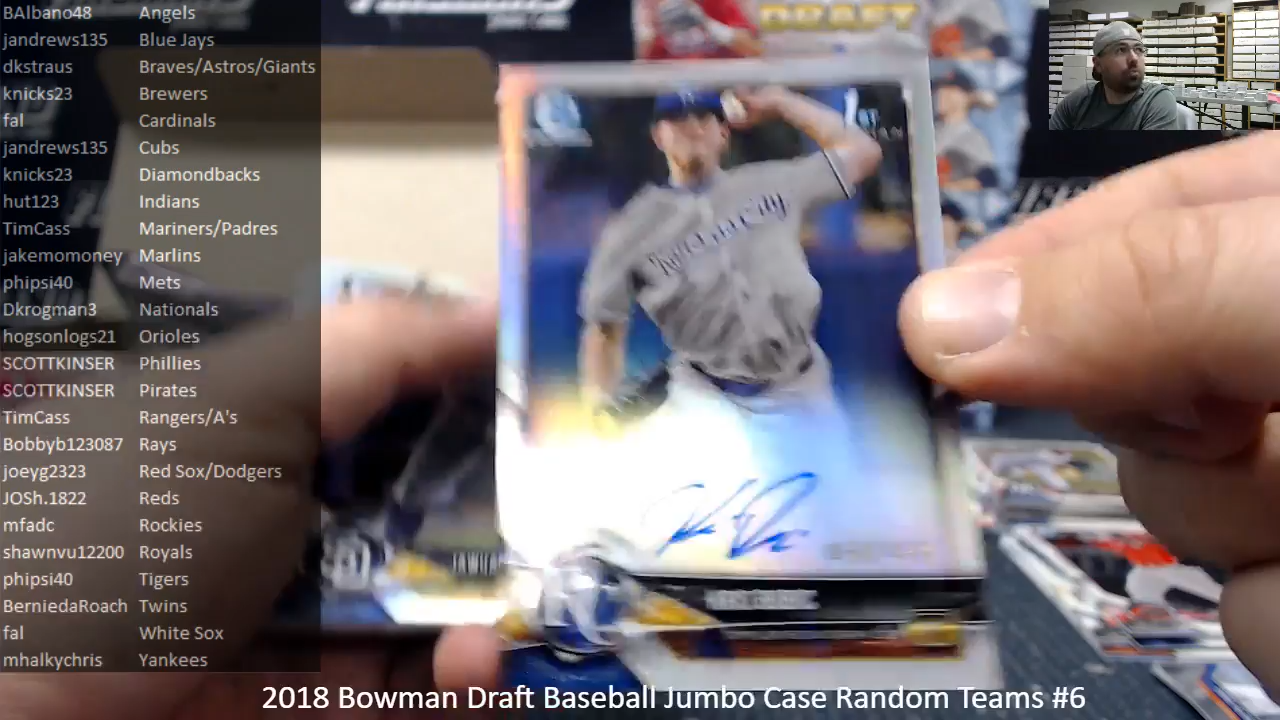 BAlbano48 Angels
jandrews135 Blue Jays
dkstraus Braves/Astros/Giants
knicks23 Brewers
fal Cardinals
jandrews135 Cubs
knicks23 Diamondbacks
hut123 Indians
TimCass Mariners/Padres
jakemomoney Marlins
phipsi40 Mets
Dkrogman3 Nationals
hogsonlogs21 Orioles
SCOTTKINSER Phillies
SCOTTKINSER Pirates
TimCass Rangers/A's
Bobbyb123087 Rays
joeyg2323 Red Sox/Dodgers
JOSh.1822 Reds
mfadc Rockies
shawnvu12200 Royals
phipsi40 Tigers
BerniedaRoach Twins
fal White Sox
mhalkychris Yankees
DRAFT
Kansas City
2018 Bowman Draft Baseball Jumbo Case Random Teams #6